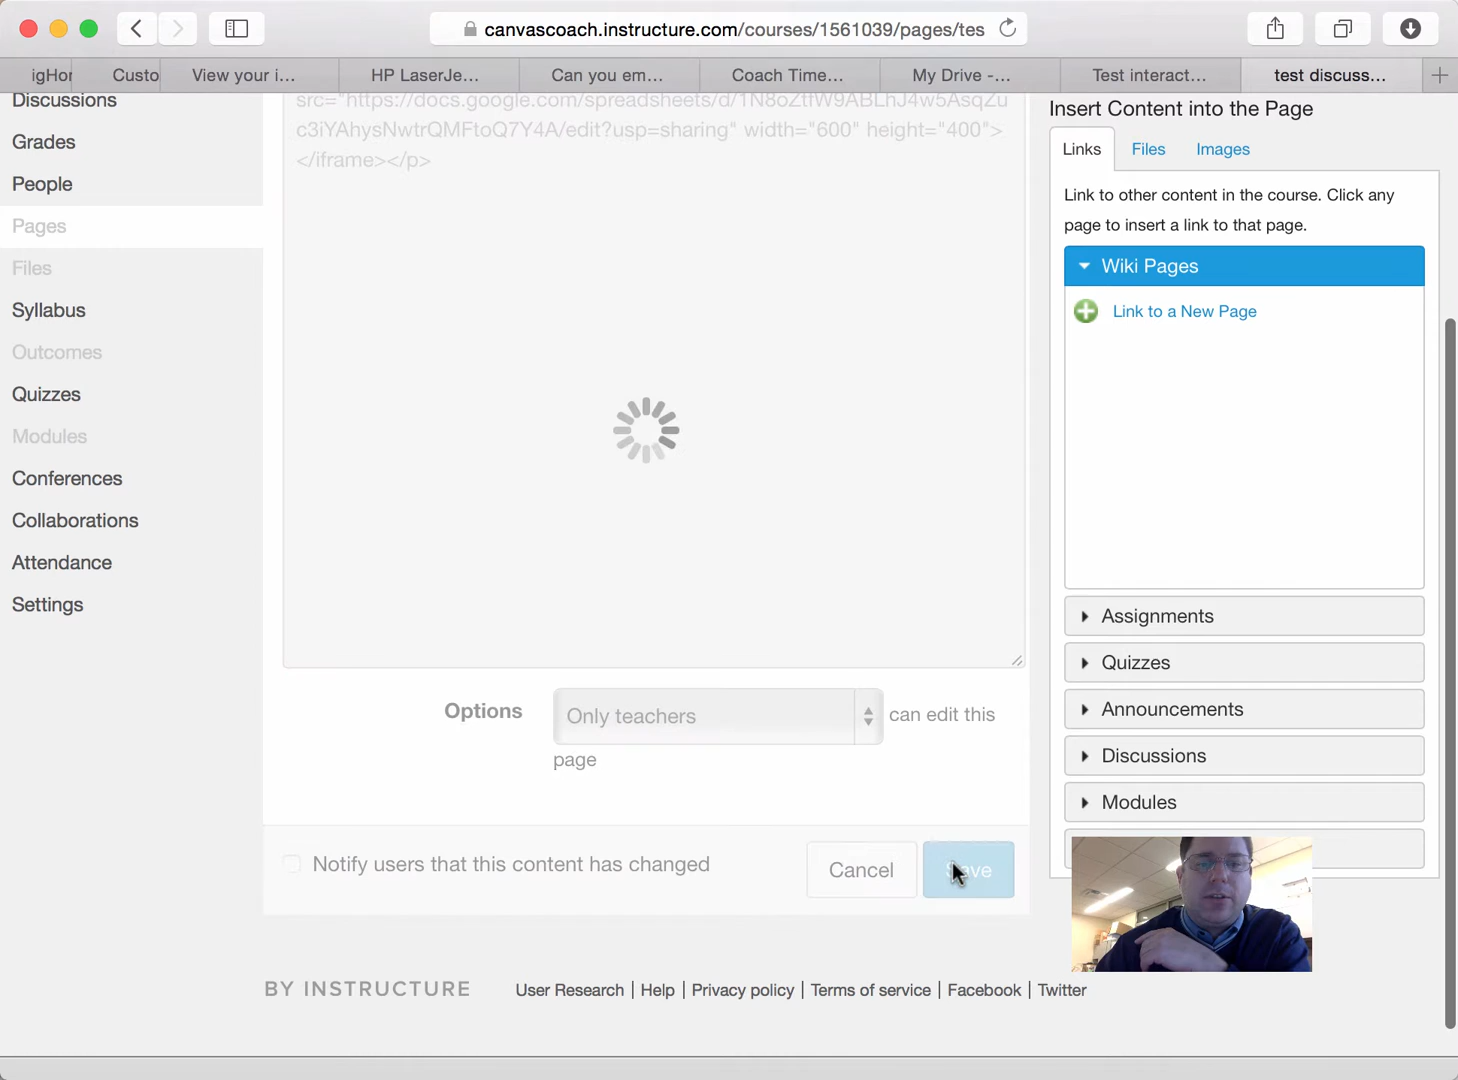 canvascoach.instructure.com/courses/1561039/pages/tes
igHor
Custo
View your i...
HP LaserJe...
Can you em...
Coach Time...
My Drive -...
Test interact...
test discuss...
Discussions
Grades
People
Pages
Files
Syllabus
Outcomes
Quizzes
Modules
Conferences
Collaborations
Attendance
Settings
src="https://docs.google.com/spreadsheets/d/1N8oZtfW9ABLhJ4w5AsqZu
c3iYAhysNwtrQMFtoQ7Y4A/edit?usp=sharing" width="600" height="400">
</iframe></p>
Options
Only teachers
can edit this
page
Notify users that this content has changed
Cancel
Save
Insert Content into the Page
Links
Files
Images
Link to other content in the course. Click any
page to insert a link to that page.
Wiki Pages
Link to a New Page
Assignments
Quizzes
Announcements
Discussions
Modules
BY INSTRUCTURE
User Research | Help | Privacy policy | Terms of service | Facebook | Twitter